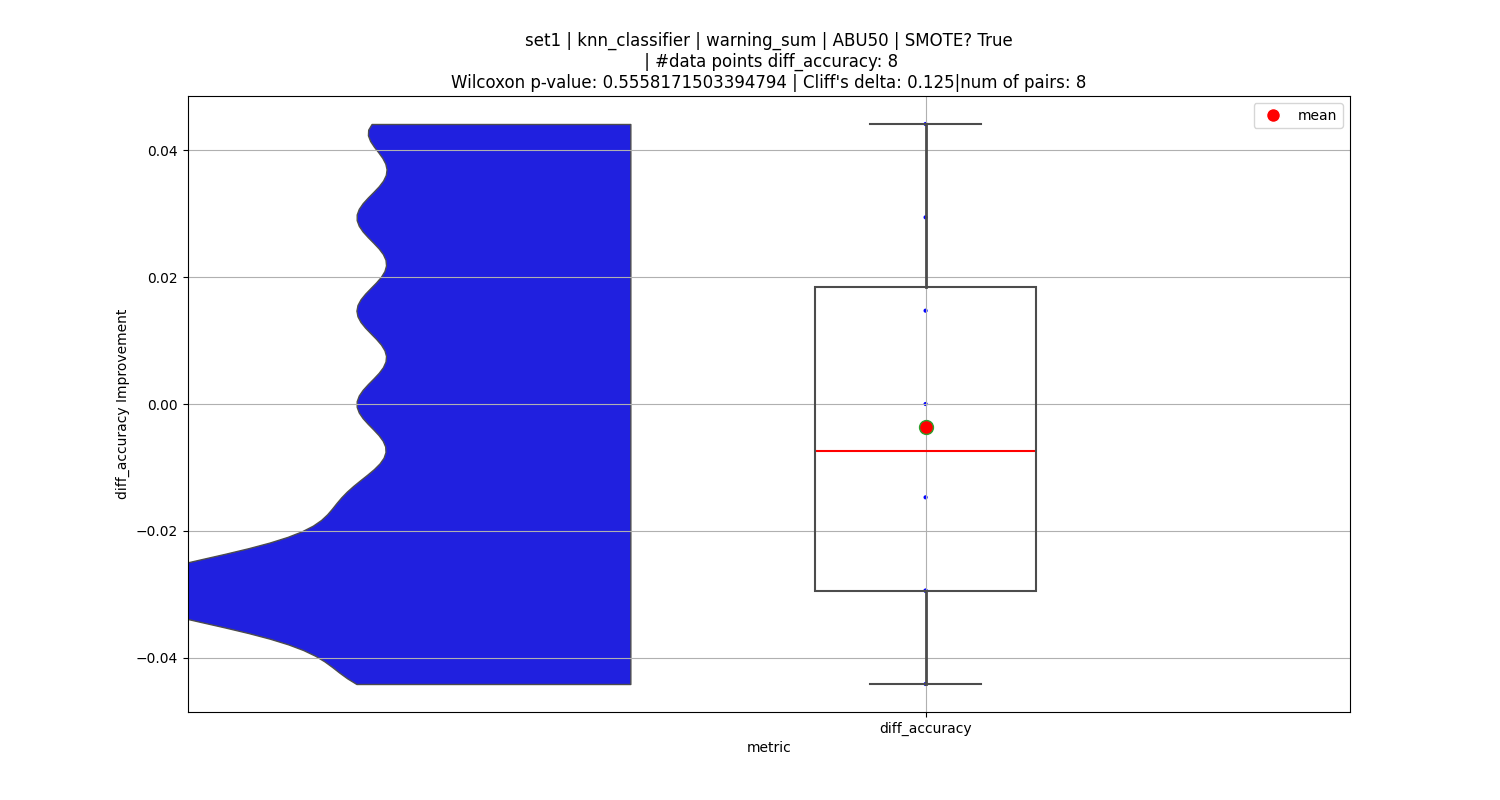 set1 | knn_classifier | warning_sum | ABU50 | SMOTE? True
| #data points diff_accuracy: 8
Wilcoxon p-value: 0.5558171503394794 | Cliff's delta: 0.125|num of pairs: 8
mean
0.04
0.02
0.00
−0.02
−0.04
diff_accuracy Improvement
diff_accuracy
metric